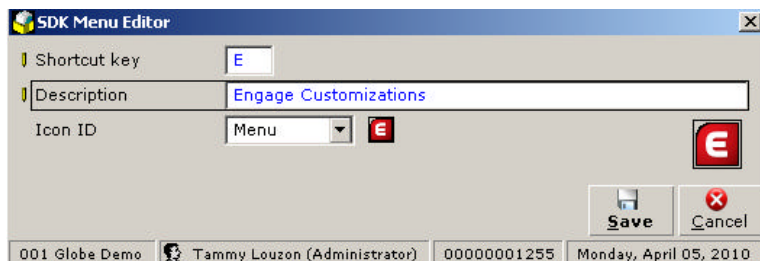 SDK Menu Editor
Shortcut key E
Description Engage Customizations
Icon ID Menu E
E
Save Cancel
001 Globe Demo Tammy Louzon (Administrator) 00000001255 Monday, April 05, 2010